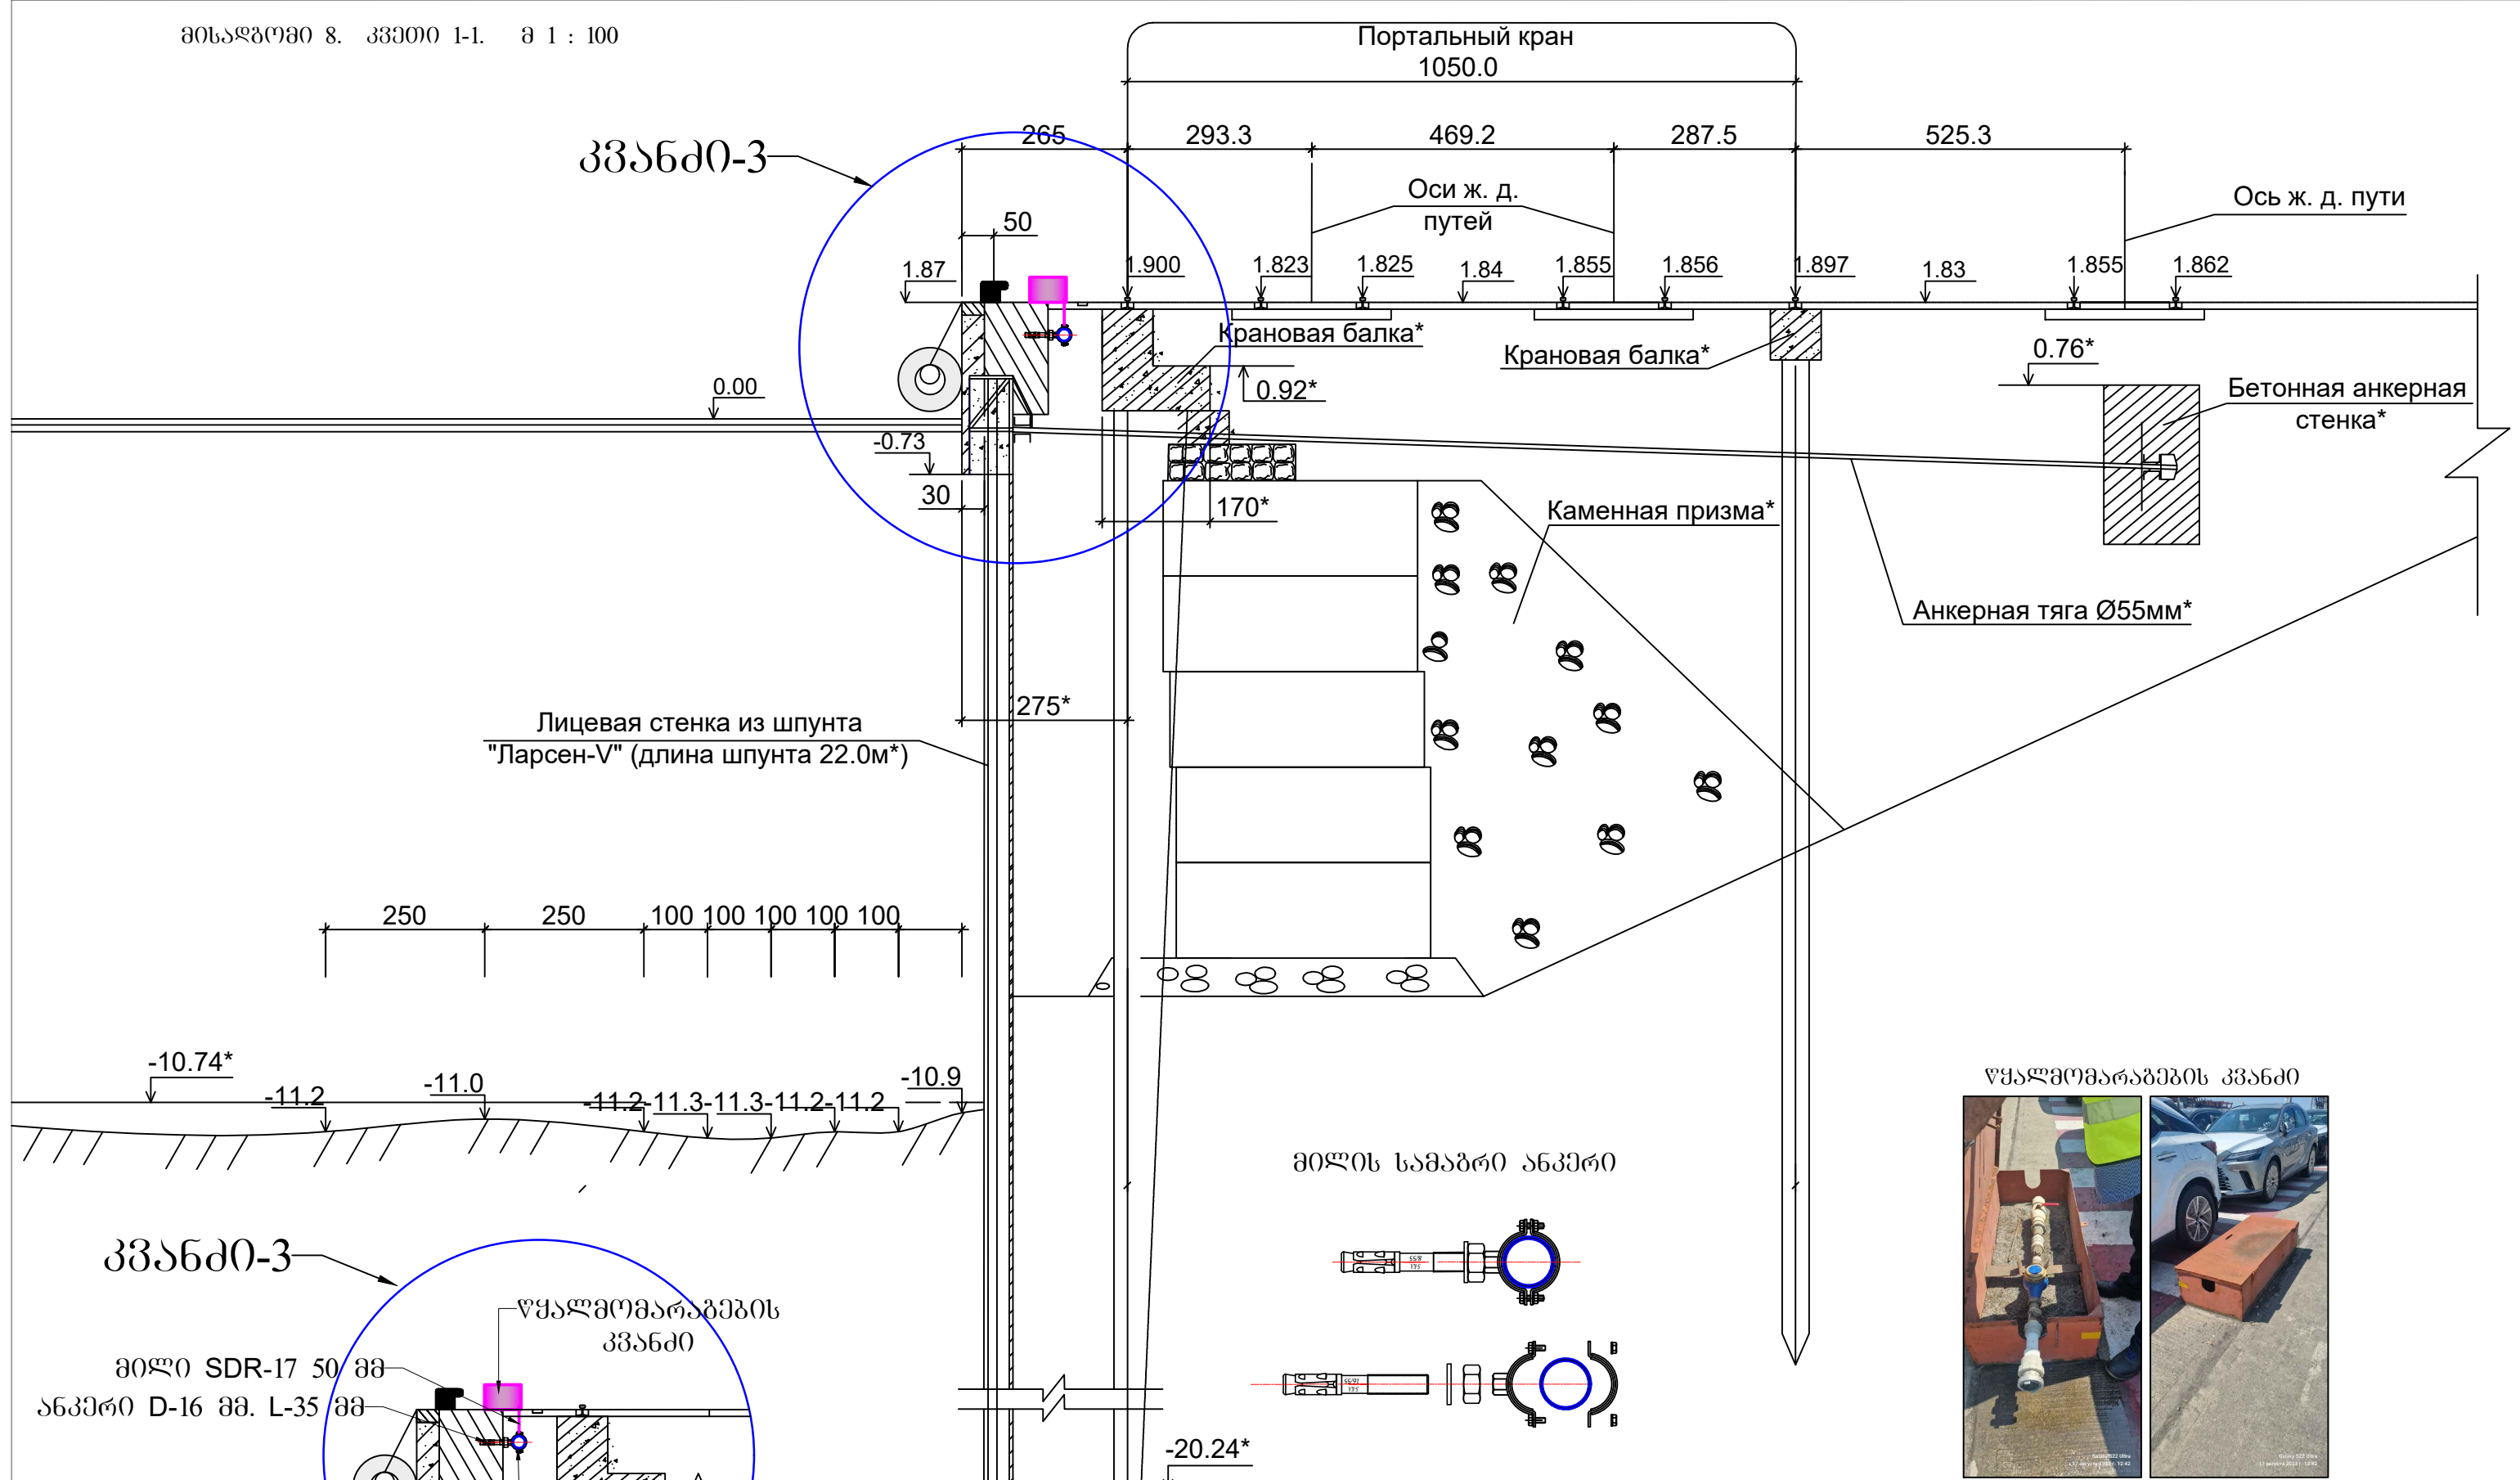 მისადგომი 8. კვეთი 1-1. მ 1 : 100
Портальный кран
1050.0
კვანძი-3
265
293.3
469.2
287.5
525.3
Оси ж. д.
путей
Ось ж. д. пути
50
1.87
1.900
1.823
1.825
1.84
1.855
1.856
1.897
1.83
1.855
1.862
Крановая балка*
Крановая балка*
0.76*
0.00
0.92*
Бетонная анкерная
стенка*
-0.73
30
170*
Каменная призма*
Анкерная тяга Ø55мм*
275*
Лицевая стенка из шпунта
"Ларсен-V" (длина шпунта 22.0м*)
250
250
100
100
100
100
100
-10.74*
-11.2
-11.0
-11.2
-11.3
-11.3
-11.2
-11.2
-10.9
წყალმომარაგების კვანძი
მილის სამაგრი ანკერი
კვანძი-3
წყალმომარაგების
კვანძი
მილი SDR-17 50 მმ
ანკერი D-16 მმ. L-35 მმ
-20.24*